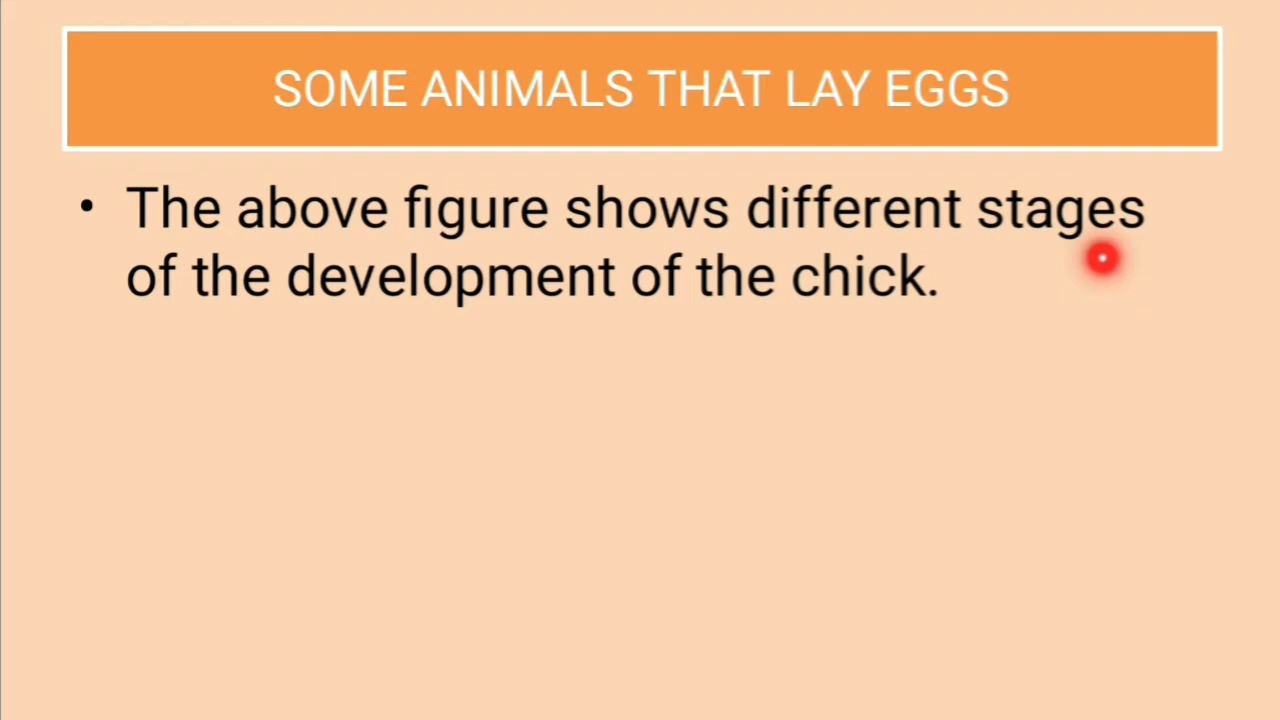 SOME ANIMALS THAT LAY EGGS
• The above figure shows different stages
of the development of the chick.